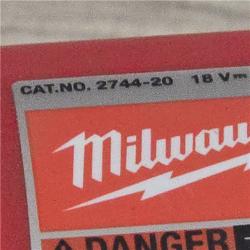 CAT.NO. 2744-20 18 V
Milwau
DANGER